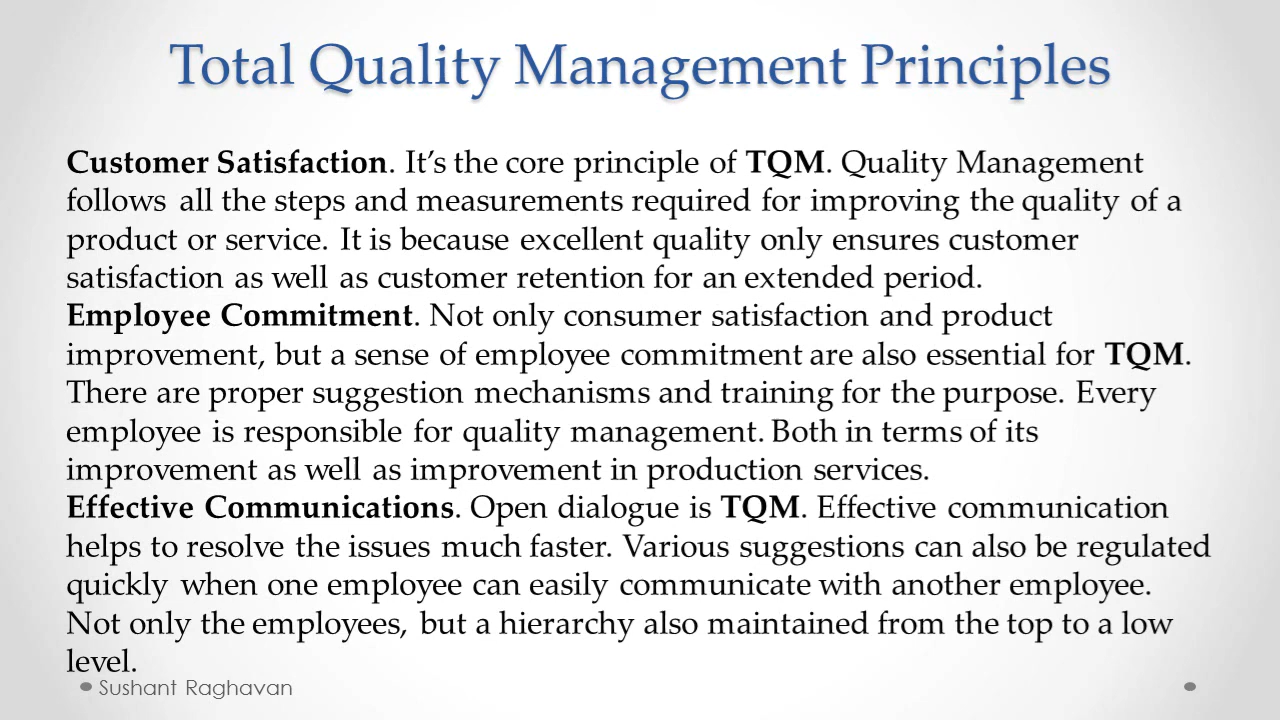 Total Quality Management Principles
Customer Satisfaction. It’s the core principle of TQM. Quality Management
follows all the steps and measurements required for improving the quality of a
product or service. It is because excellent quality only ensures customer
satisfaction as well as customer retention for an extended period.
Employee Commitment. Not only consumer satisfaction and product
improvement, but a sense of employee commitment are also essential for TQM.
There are proper suggestion mechanisms and training for the purpose. Every
employee is responsible for quality management. Both in terms of its
improvement as well as improvement in production services.
Effective Communications. Open dialogue is TQM. Effective communication
helps to resolve the issues much faster. Various suggestions can also be regulated
quickly when one employee can easily communicate with another employee.
Not only the employees, but a hierarchy also maintained from the top to a low
level.
Sushant Raghavan